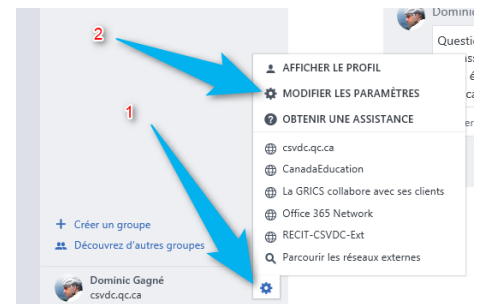 2
1
Dominic
Questi
AFFICHER LE PROFIL
MODIFIER LES PARAMÈTRES
OBTENIR UNE ASSISTANCE
csvdc.qc.ca
CanadaEducation
La GRICS collabore avec ses clients
Office 365 Network
RECIT-CSVDC-Ext
Parcourir les réseaux externes
+ Créer un groupe
Découvrez d'autres groupes
Dominic Gagné
csvdc.qc.ca